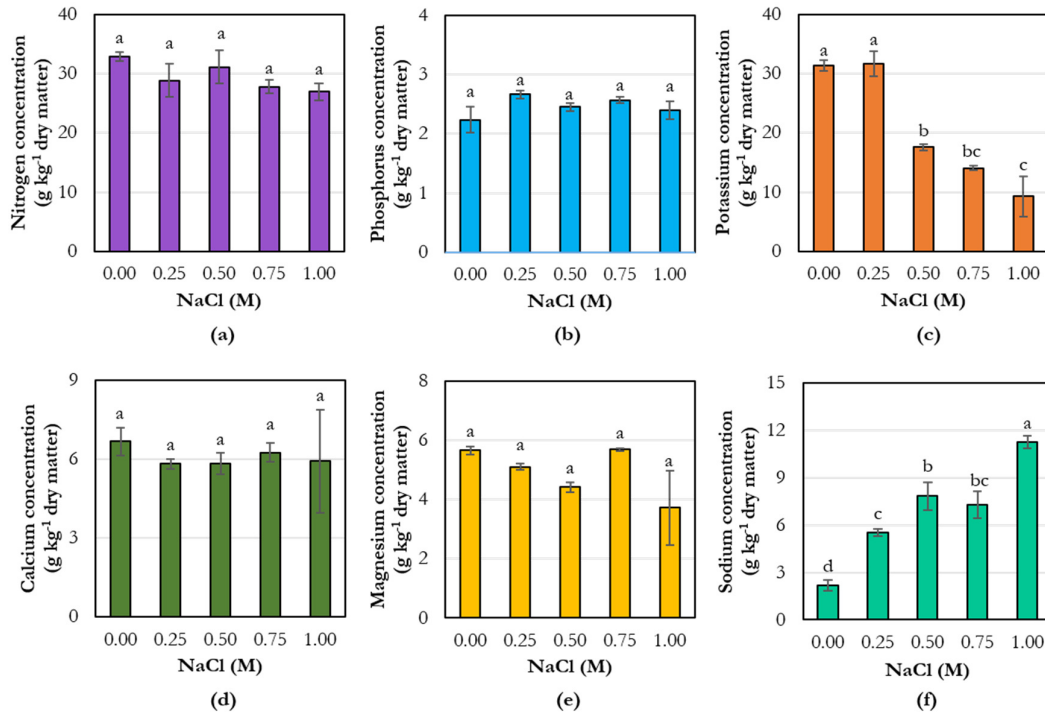 Nitrogen concentration
(g kg⁻¹ dry matter)
40
30
20
10
0
a
a
a
a
a
0.00 0.25 0.50 0.75 1.00
NaCl (M)
(a)
Phosphorus concentration
(g kg⁻¹ dry matter)
4
2
0
a
a
a
a
a
0.00 0.25 0.50 0.75 1.00
NaCl (M)
(b)
Potassium concentration
(g kg⁻¹ dry matter)
40
30
20
10
0
a
a
b
bc
c
0.00 0.25 0.50 0.75 1.00
NaCl (M)
(c)
Calcium concentration
(g kg⁻¹ dry matter)
9
6
3
0
a
a
a
a
a
0.00 0.25 0.50 0.75 1.00
NaCl (M)
(d)
Magnesium concentration
(g kg⁻¹ dry matter)
8
6
4
2
0
a
a
a
a
a
0.00 0.25 0.50 0.75 1.00
NaCl (M)
(e)
Sodium concentration
(g kg⁻¹ dry matter)
15
12
9
6
3
0
d
c
b
bc
a
0.00 0.25 0.50 0.75 1.00
NaCl (M)
(f)